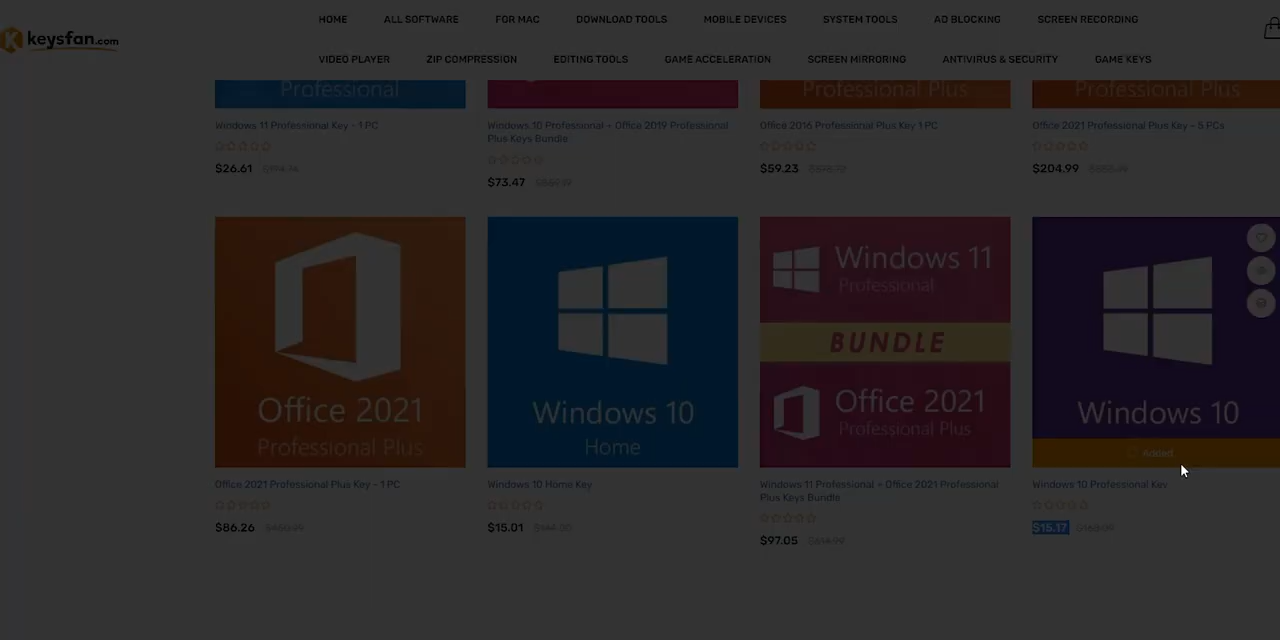 HOME ALL SOFTWARE FOR MAC DOWNLOAD TOOLS MOBILE DEVICES SYSTEM TOOLS AD BLOCKING SCREEN RECORDING
keysfan.com
VIDEO PLAYER ZIP COMPRESSION EDITING TOOLS GAME ACCELERATION SCREEN MIRRORING ANTIVIRUS & SECURITY GAME KEYS
Professional Professional Plus Professional Plus
Windows 11 Professional Key - 1 PC
Windows 10 Professional + Office 2019 Professional
Plus Keys Bundle
Office 2016 Professional Plus Key 1 PC
Office 2021 Professional Plus Key - 5 PCs
$26.61
$73.47
$59.23
$204.99
Office 2021
Professional Plus
Windows 10
Home
Windows 11
Professional
BUNDLE
Office 2021
Professional Plus
Windows 10
Added
Office 2021 Professional Plus Key - 1 PC
Windows 10 Home Key
Windows 11 Professional + Office 2021 Professional
Plus Keys Bundle
Windows 10 Professional Key
$86.26
$15.01
$97.05
$15.17